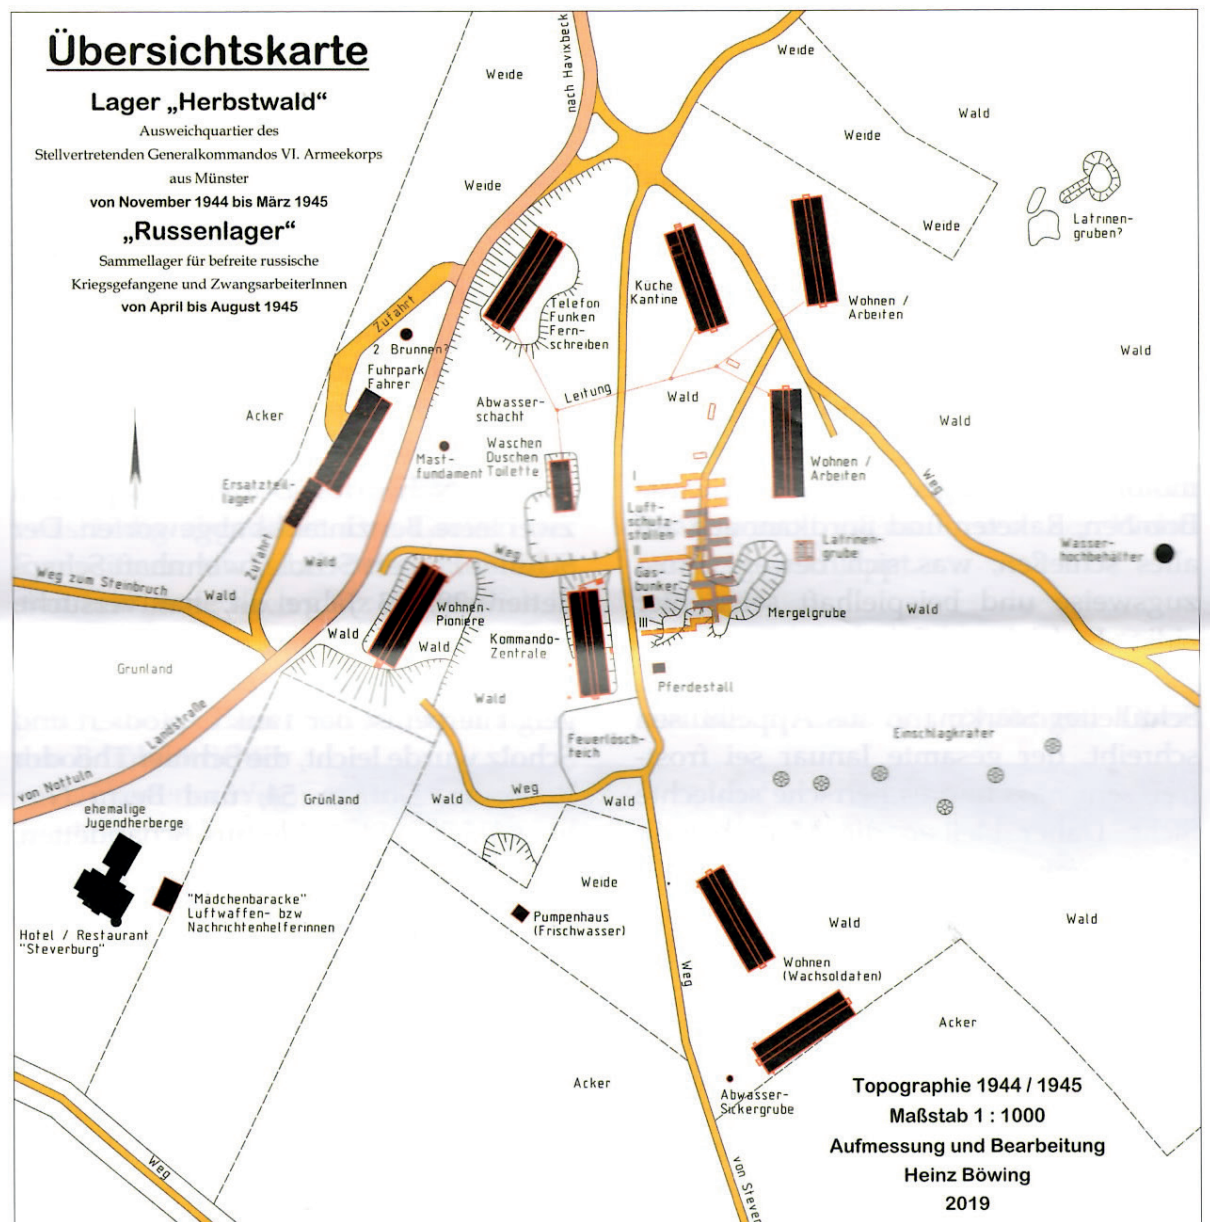 Übersichtskarte
Lager „Herbstwald“
Ausweichquartier des
Stellvertretenden Generalkommandos VI. Armeekorps
aus Münster
von November 1944 bis März 1945
„Russenlager“
Sammellager für befreite russische
Kriegsgefangene und ZwangsarbeiterInnen
von April bis August 1945
nach Havixbeck
Weide
Weide
Wald
Weide
Weide
Weide
Latrinen-
gruben?
Zufahrt
2 Brunnen?
Fuhrpark
Fahrer
Telefon
Funken
Fern-
schreiben
Küche
Kantine
Wohnen /
Arbeiten
Wald
Acker
Abwasser-
schacht
Leitung
Wald
Wald
Mast-
fundament
Waschen
Duschen
Toilette
Wohnen /
Arbeiten
Weg
Ersatzteil-
lager
I
Luft-
schutz-
stollen
II
Latrinen-
grube
Wasser-
hochbehälter
Zufahrt
Wald
Weg
Weg zum Steinbruch
Wald
Gas-
bunker
III
Mergelgrube
Wald
Wohnen-
Pioniere
Wald
Wald
Kommando-
Zentrale
Grünland
Wald
Pferdestall
Landstraße
von Nottuln
Feuerlösch-
teich
Einschlagkrater
Grünland
Wald
Weg
Wald
ehemalige
Jugendherberge
"Mädchenbaracke"
Luftwaffen- bzw
Nachrichtenhelferinnen
Hotel / Restaurant
"Steverburg"
Weide
Pumpenhaus
(Frischwasser)
Wald
Wald
Weg
Wohnen
(Wachsoldaten)
Acker
Acker
Abwasser-
Sickergrube
Weg
von Stever
Topographie 1944 / 1945
Maßstab 1 : 1000
Aufmessung und Bearbeitung
Heinz Böwing
2019